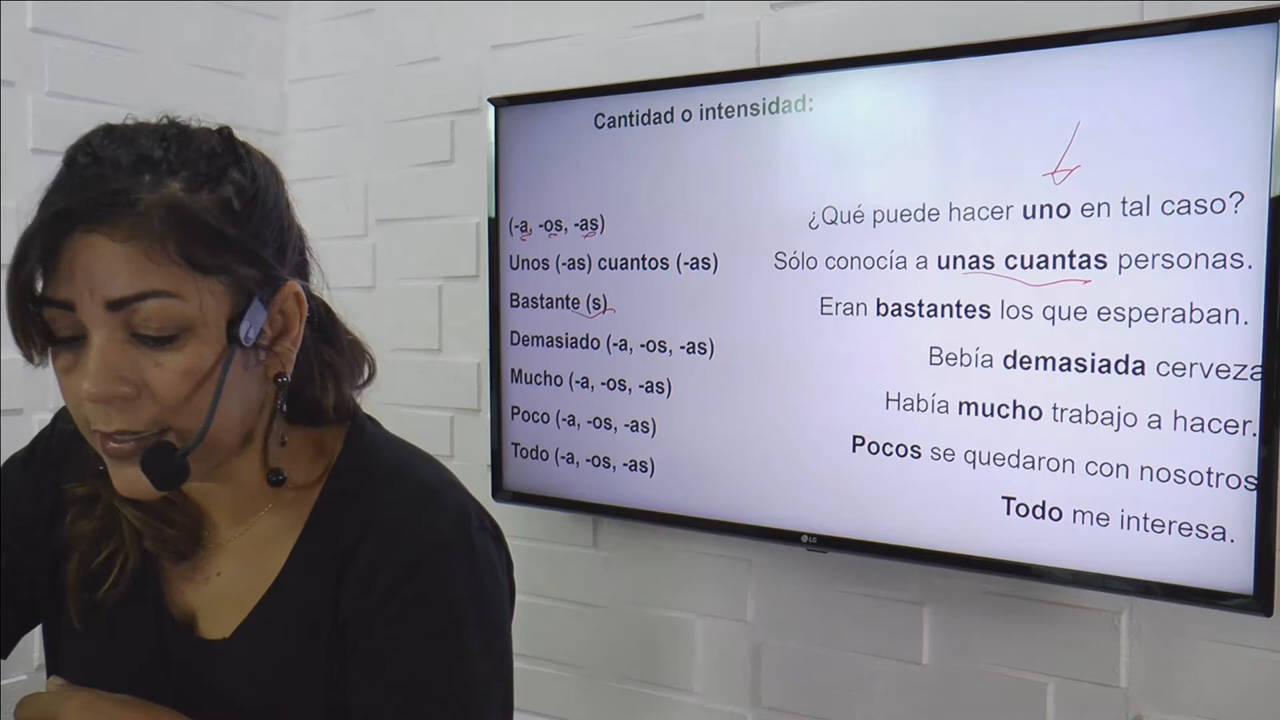 Cantidad o intensidad:
(-a, -os, -as)
¿Qué puede hacer uno en tal caso?
Unos (-as) cuantos (-as)
Sólo conocía a unas cuantas personas.
Bastante (s)
Eran bastantes los que esperaban.
Demasiado (-a, -os, -as)
Bebía demasiada cerveza
Mucho (-a, -os, -as)
Había mucho trabajo a hacer.
Poco (-a, -os, -as)
Pocos se quedaron con nosotros
Todo (-a, -os, -as)
Todo me interesa.
LG